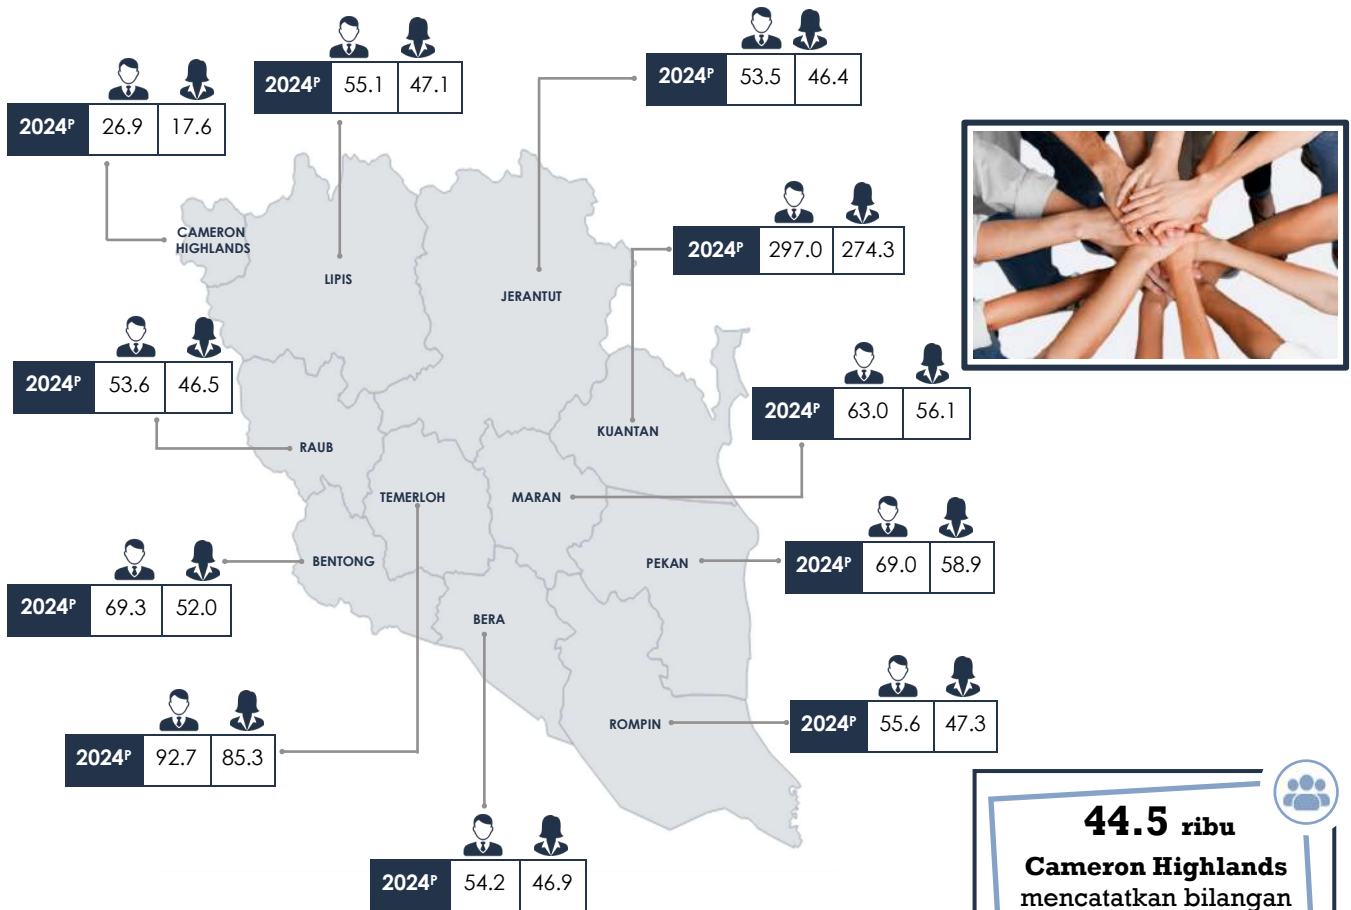 2024ᴾ 55.1 47.1
2024ᴾ 53.5 46.4
2024ᴾ 26.9 17.6
CAMERON
HIGHLANDS
LIPIS
JERANTUT
2024ᴾ 297.0 274.3
2024ᴾ 53.6 46.5
2024ᴾ 63.0 56.1
KUANTAN
RAUB
TEMERLOH
MARAN
BENTONG
PEKAN
2024ᴾ 69.0 58.9
2024ᴾ 69.3 52.0
BERA
ROMPIN
2024ᴾ 55.6 47.3
2024ᴾ 92.7 85.3
2024ᴾ 54.2 46.9
44.5 ribu
Cameron Highlands
mencatatkan bilangan